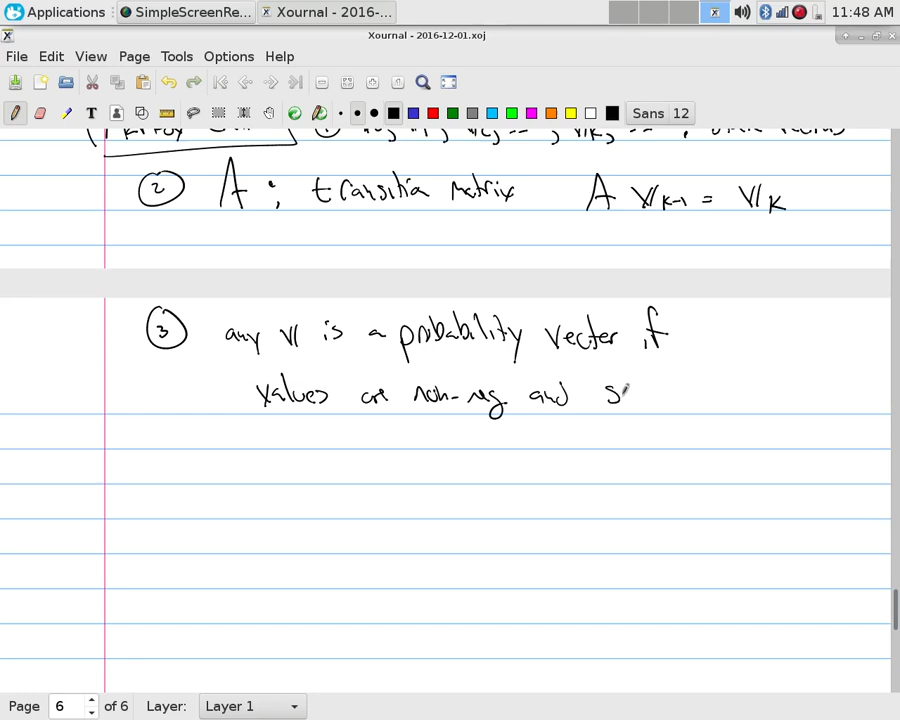 Applications SimpleScreenRe... Xournal - 2016-... 11:48 AM
Xournal - 2016-12-01.xoj
File Edit View Page Tools Options Help
Sans 12
② A : transition matrix A v_{k-1} = v_k
③ any v is a probability vector if
values are non-neg and s
Page 6 of 6 Layer: Layer 1